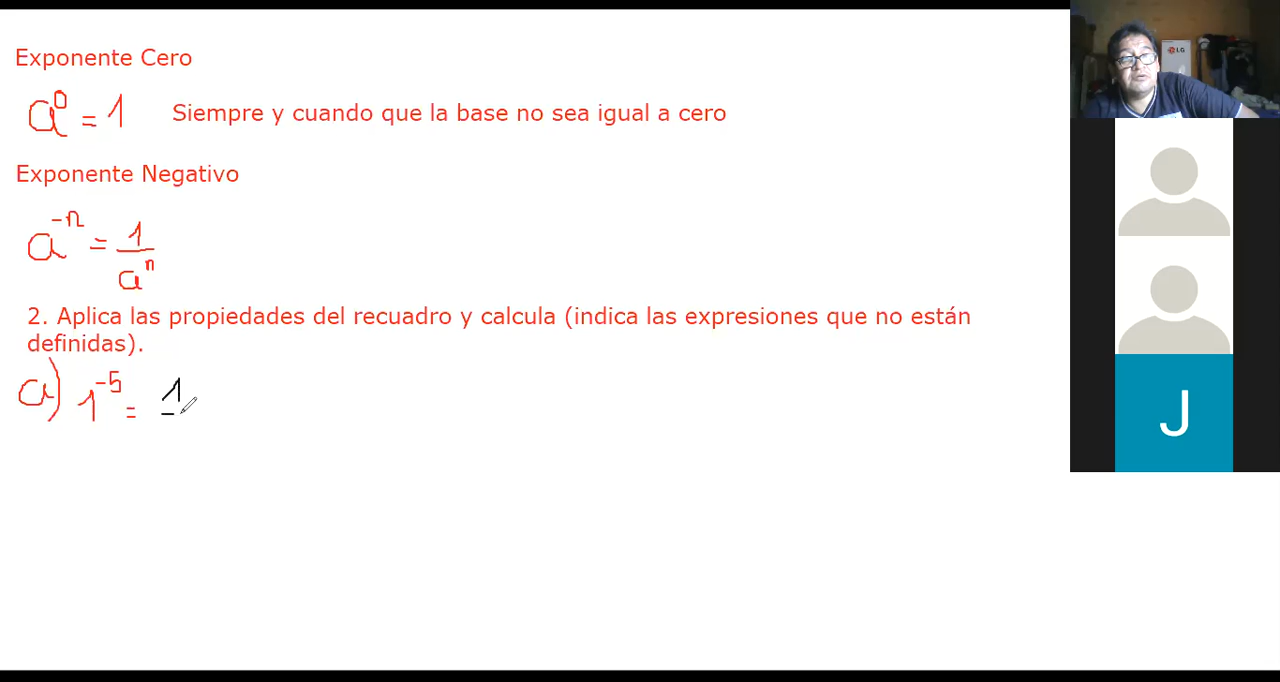 Exponente Cero
a⁰ = 1 Siempre y cuando que la base no sea igual a cero
Exponente Negativo
a⁻ⁿ = 1/aⁿ
2. Aplica las propiedades del recuadro y calcula (indica las expresiones que no están
definidas).
a) 1⁻⁵ = 1
LG
J